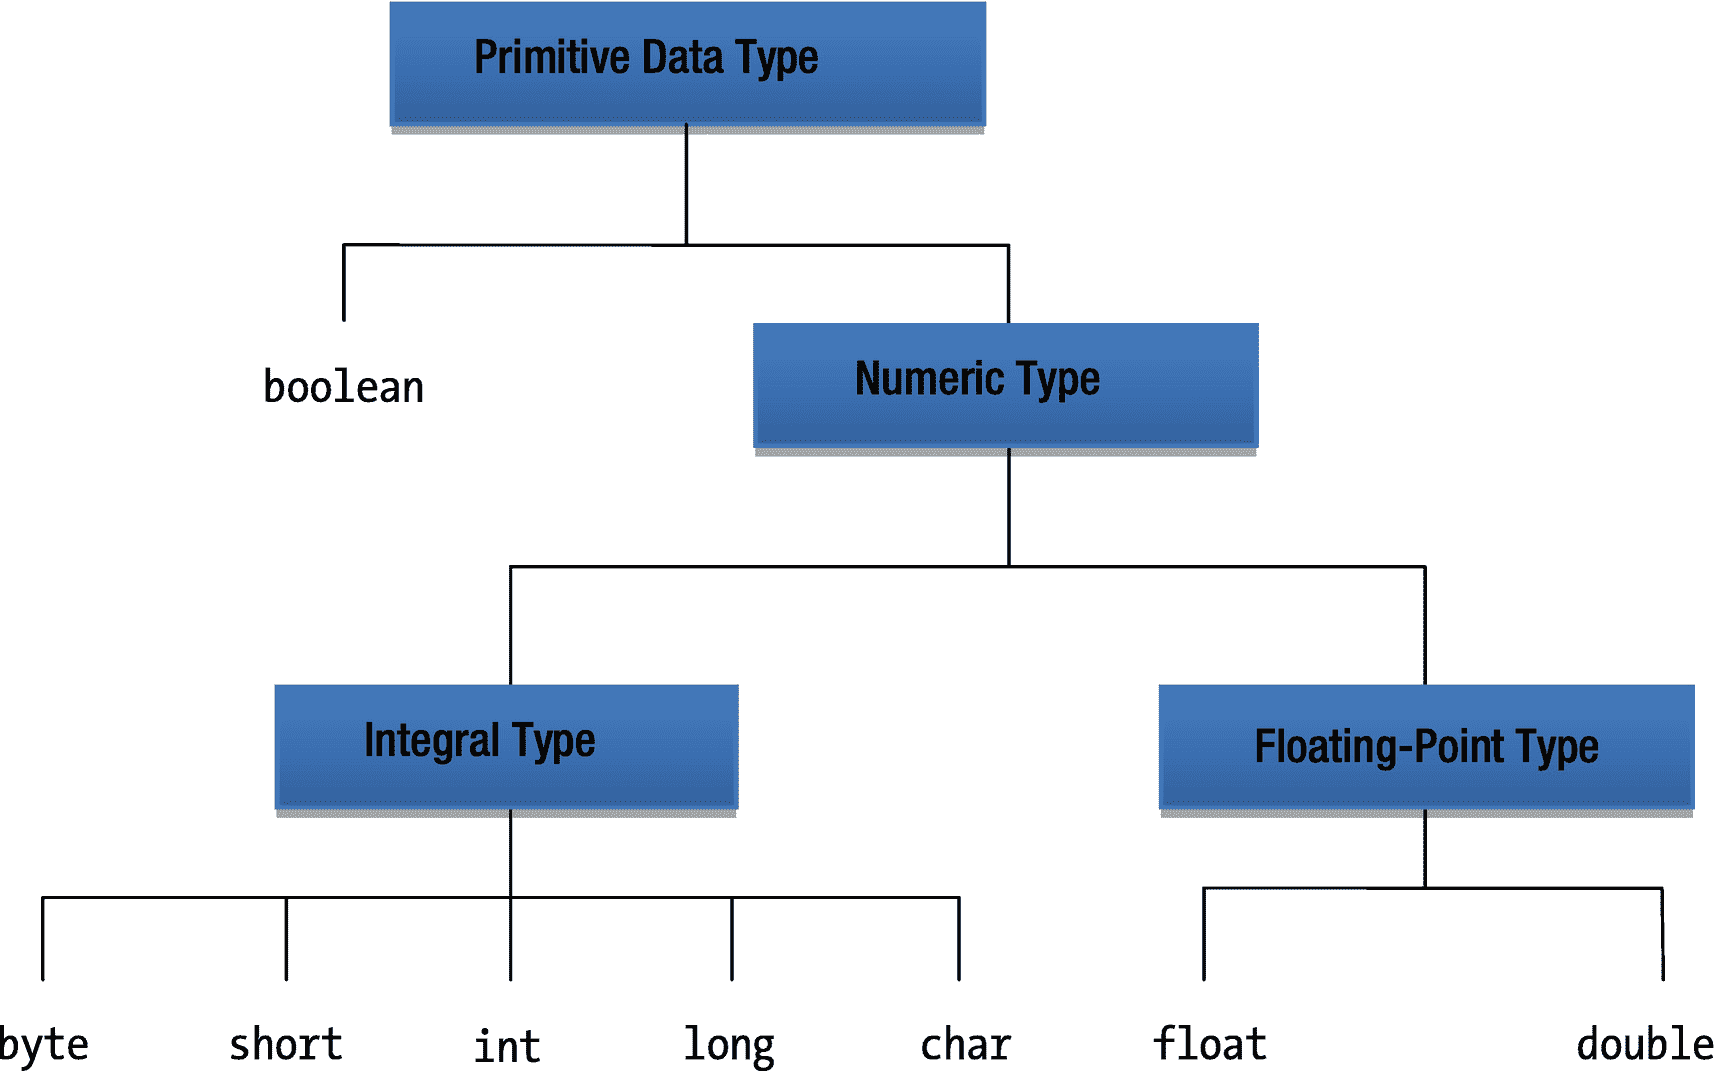 Primitive Data Type
boolean
Numeric Type
Integral Type
Floating-Point Type
byte
short
int
long
char
float
double